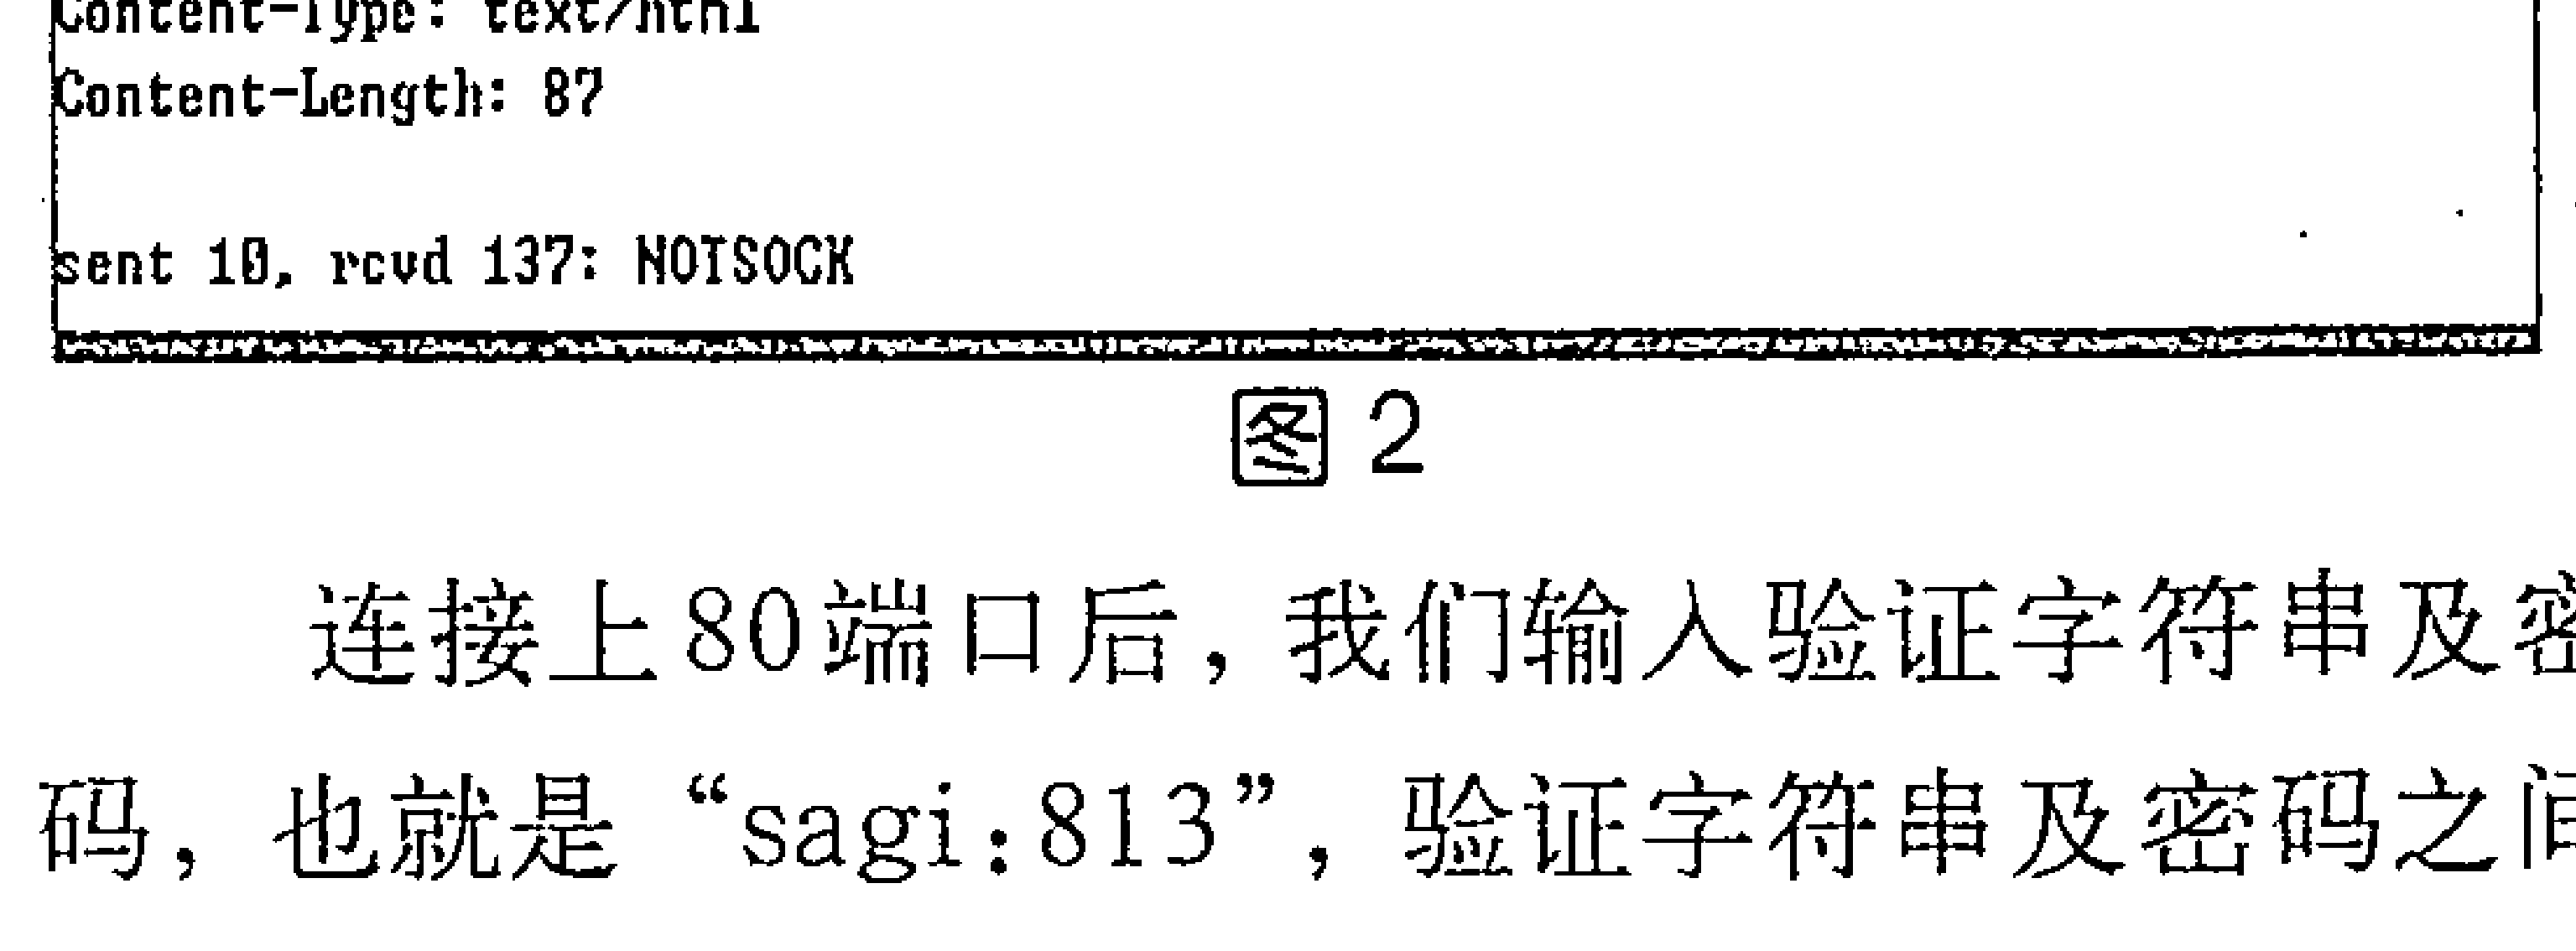 Content-Type: text/html
Content-Length: 87
sent 10, rcvd 137: NOTSOCK
图 2
连接上80端口后，我们输入验证字符串及密
码，也就是“sagi:813”，验证字符串及密码之间